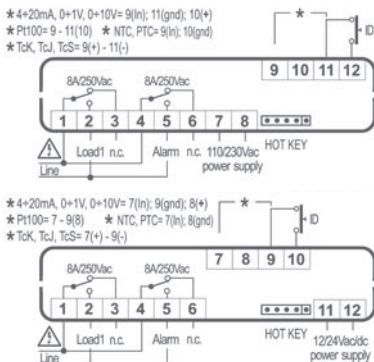 * 4÷20mA, 0÷1V, 0÷10V= 9(In); 11(gnd); 10(+)
* Pt100= 9 - 11(10) * NTC, PTC= 9(In); 10(gnd)
* TcK, TcJ, TcS= 9(+) - 11(-)
*
ID
9 10 11 12
8A/250Vac 8A/250Vac
1 2 3 4 5 6 7 8
Load1 n.c. Alarm n.c. 110/230Vac HOT KEY
power supply
Line
* 4÷20mA, 0÷1V, 0÷10V= 7(In); 9(gnd); 8(+)
* Pt100= 7 - 9(8) * NTC, PTC= 7(In); 8(gnd)
* TcK, TcJ, TcS= 7(+) - 9(-)
*
ID
7 8 9 10
8A/250Vac 8A/250Vac
1 2 3 4 5 6 11 12
Load1 n.c. Alarm n.c. HOT KEY 12/24Vac/dc
power supply
Line